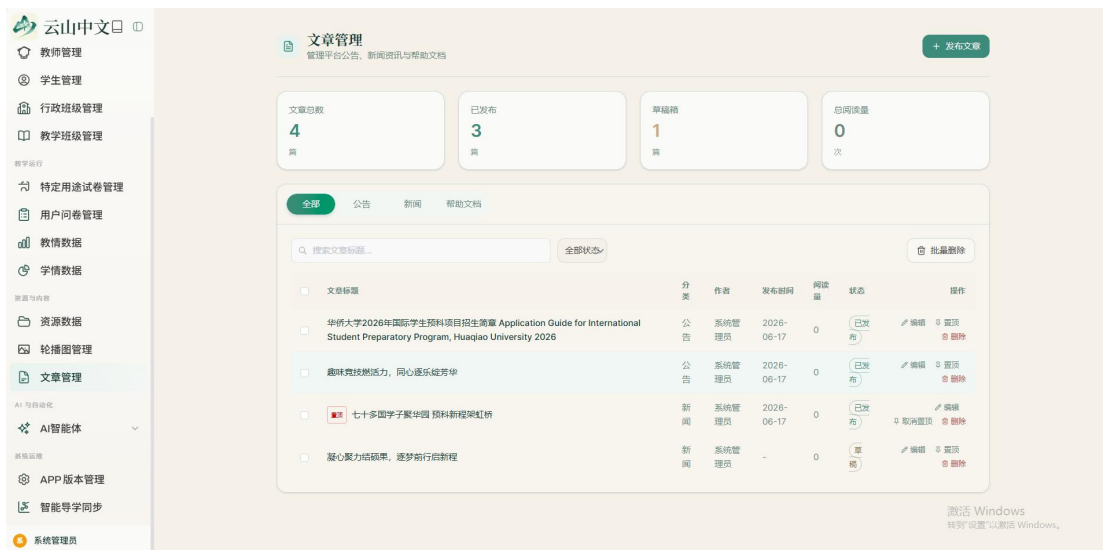 云山中文
教师管理
学生管理
行政班级管理
教学班级管理
教学运行
特定用途试卷管理
用户问卷管理
教情数据
学情数据
资源与内容
资源数据
轮播图管理
文章管理
AI 与自动化
AI智能体
系统运维
APP版本管理
智能导学同步
系统管理员
文章管理
管理平台公告、新闻资讯与帮助文档
+ 发布文章
文章总数
4
篇
已发布
3
篇
草稿箱
1
篇
总阅读量
0
次
全部 公告 新闻 帮助文档
搜索文章标题...
全部状态
批量删除
文章标题 分类 作者 发布时间 阅读量 状态 操作
华侨大学2026年国际学生预科项目招生简章 Application Guide for International
Student Preparatory Program, Huaqiao University 2026
公告 系统管理员 2026-06-17 0 已发布 编辑 置顶 删除
趣味竞技燃活力，同心逐乐绽芳华 公告 系统管理员 2026-06-17 0 已发布 编辑 置顶 删除
置顶 七十多国学子聚华园 预科新程架虹桥 新闻 系统管理员 2026-06-17 0 已发布 编辑 取消置顶 删除
凝心聚力结硕果，逐梦前行启新程 新闻 系统管理员 - 0 草稿 编辑 置顶 删除
激活 Windows
转到"设置"以激活 Windows。